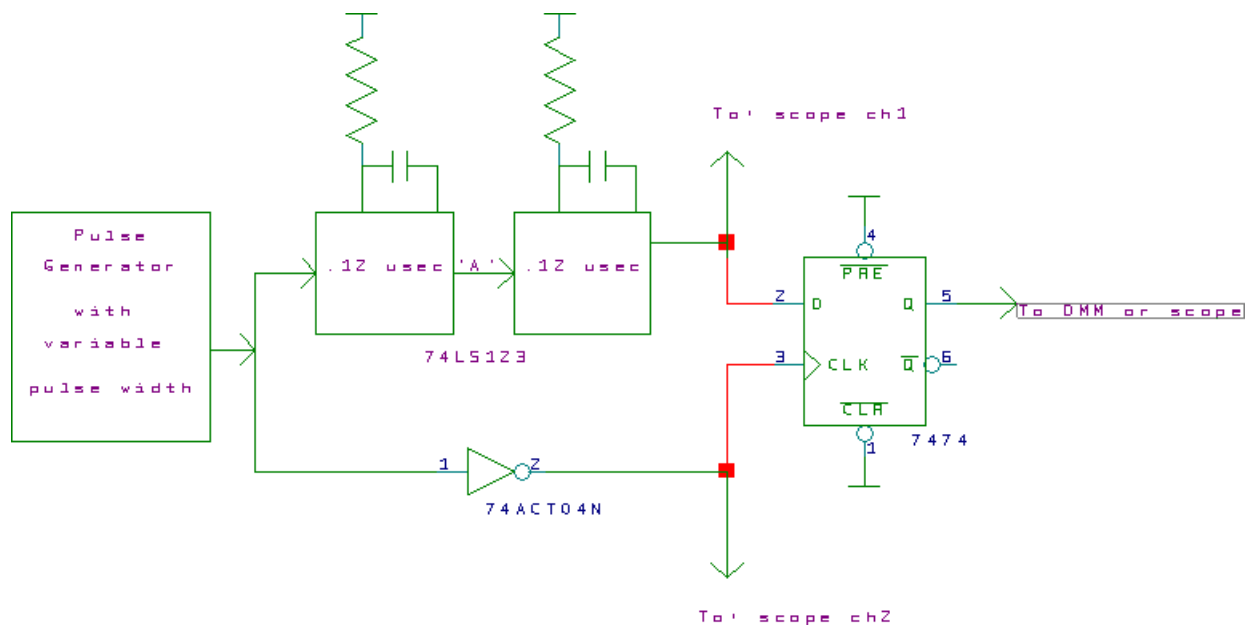 To' scope ch1
Pulse
Generator
with
variable
pulse width
.12 usec
'A'
.12 usec
74LS123
4
PRE
2
D
Q
5
To DMM or scope
3
CLK
Q
6
CLR
1
7474
1
2
74ACT04N
To' scope ch2